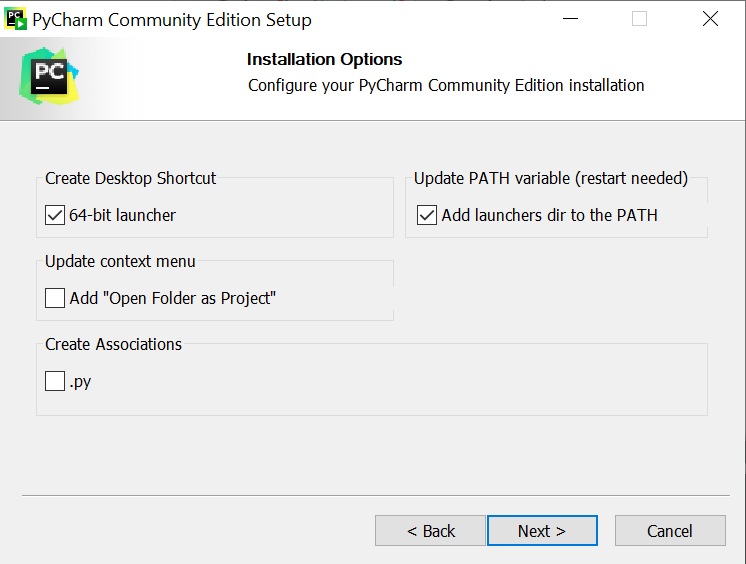 PyCharm Community Edition Setup
PC
Installation Options
Configure your PyCharm Community Edition installation
Create Desktop Shortcut
64-bit launcher
Update PATH variable (restart needed)
Add launchers dir to the PATH
Update context menu
Add "Open Folder as Project"
Create Associations
.py
< Back
Next >
Cancel